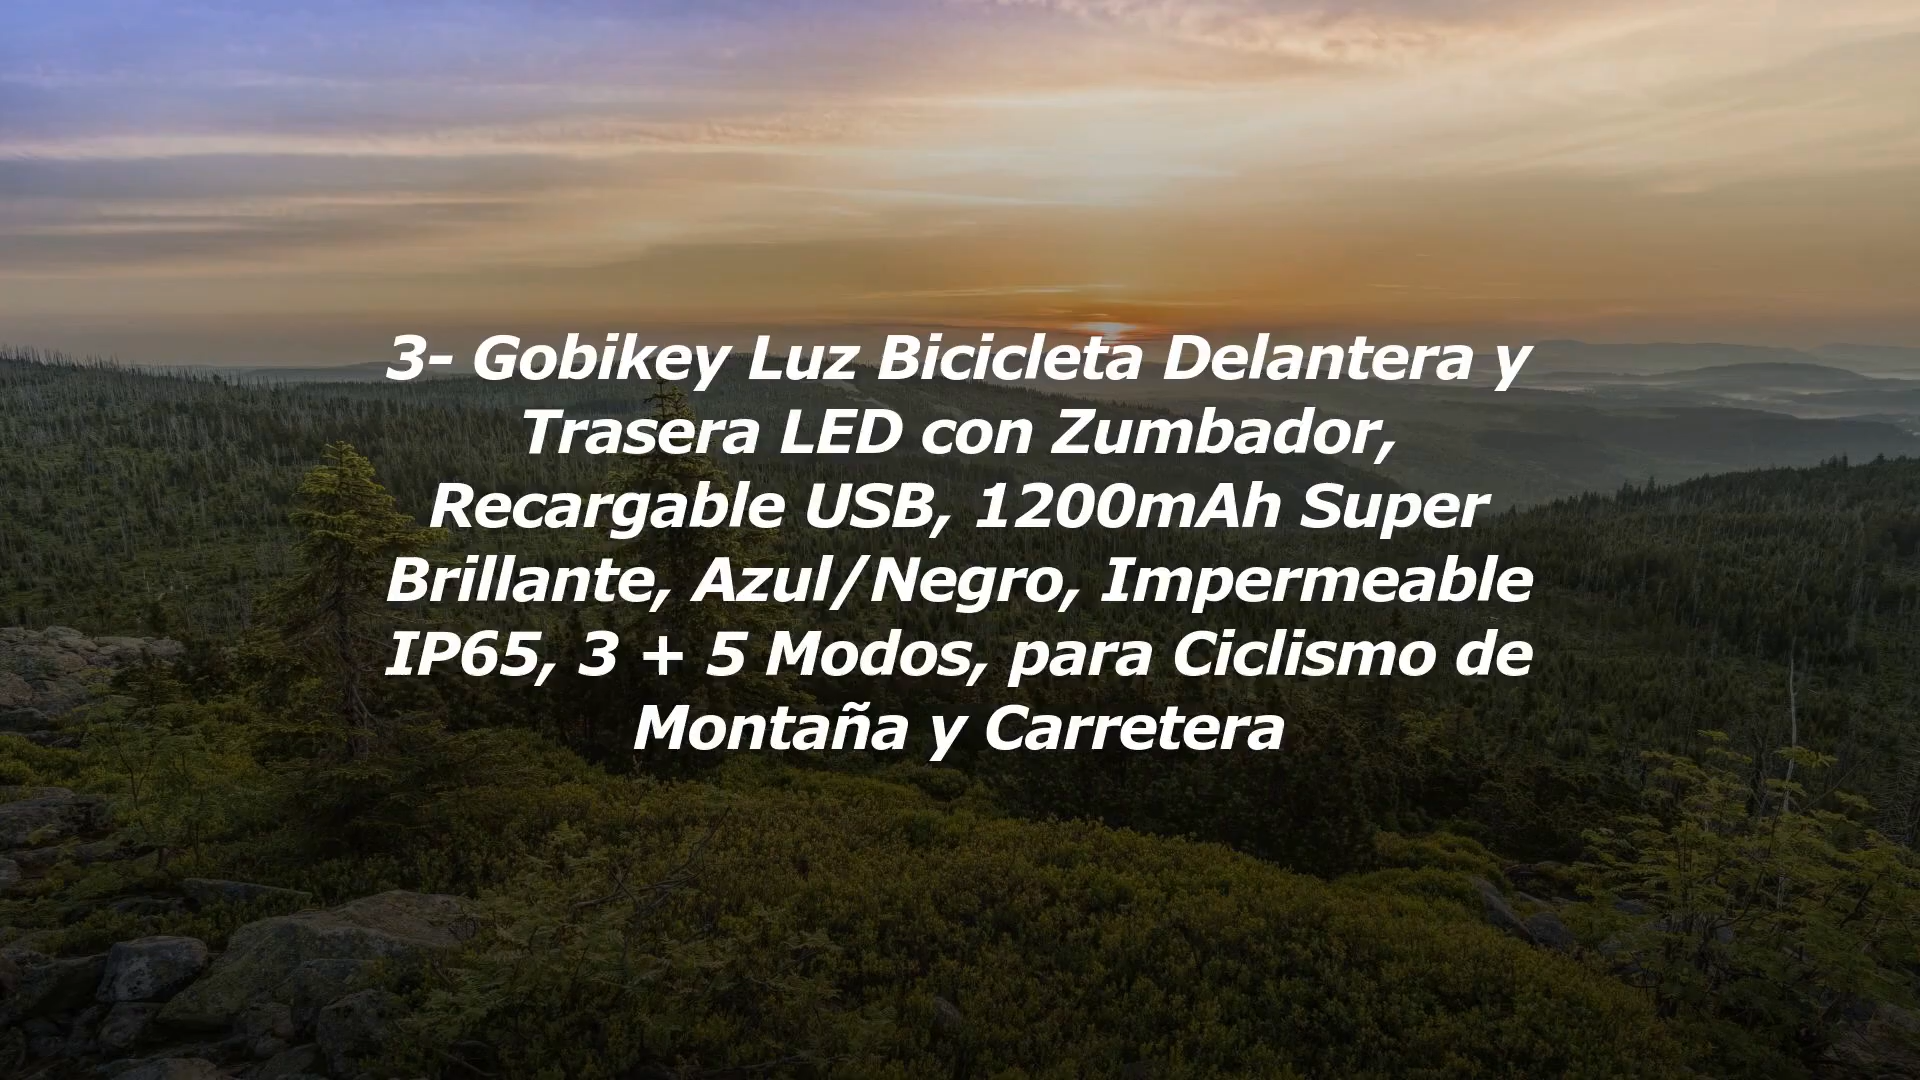 3- Gobikey Luz Bicicleta Delantera y
Trasera LED con Zumbador,
Recargable USB, 1200mAh Super
Brillante, Azul/Negro, Impermeable
IP65, 3 + 5 Modos, para Ciclismo de
Montaña y Carretera